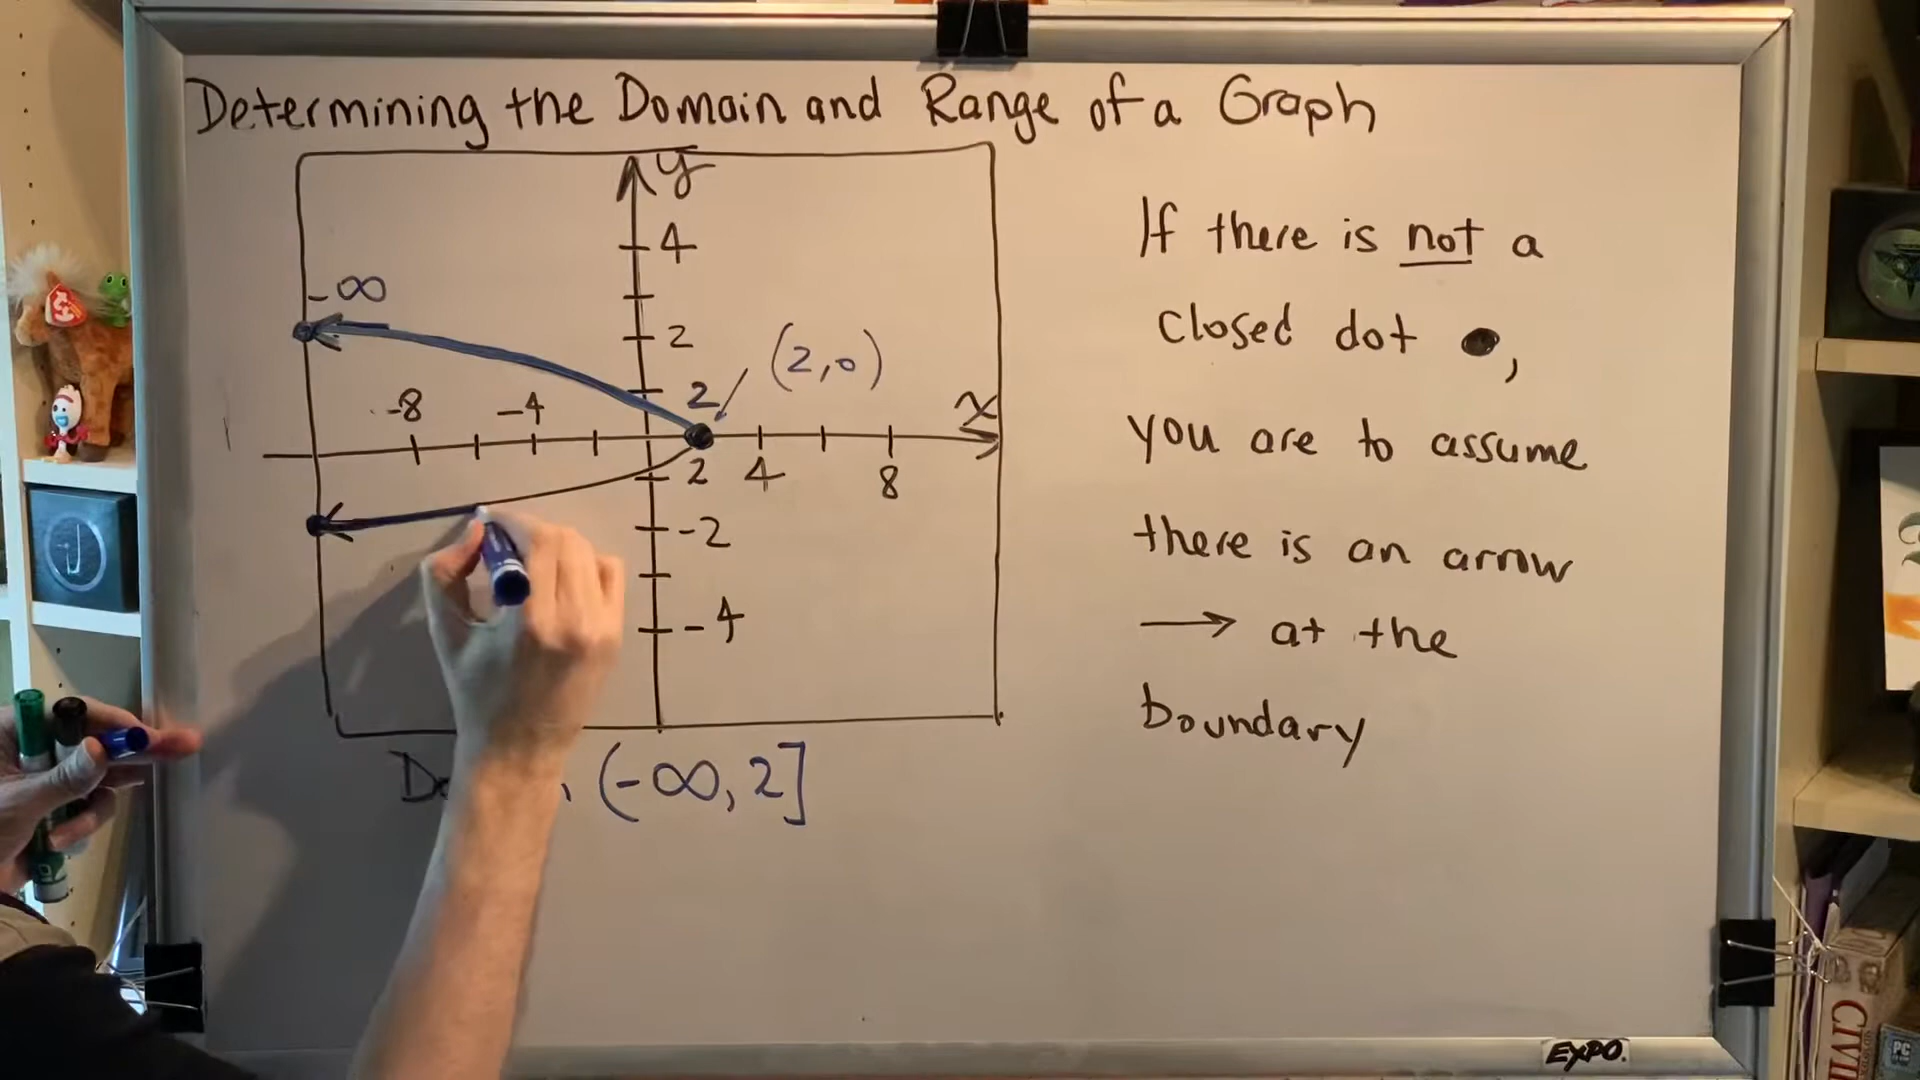 Determining the Domain and Range of a Graph
y
4
-∞
2
(2,0)
-8
-4
2
x
2
4
8
-2
-4
(-∞, 2]
If there is not a
closed dot ●,
you are to assume
there is an arrow
→ at the
boundary
EXPO.
CIVI
PC